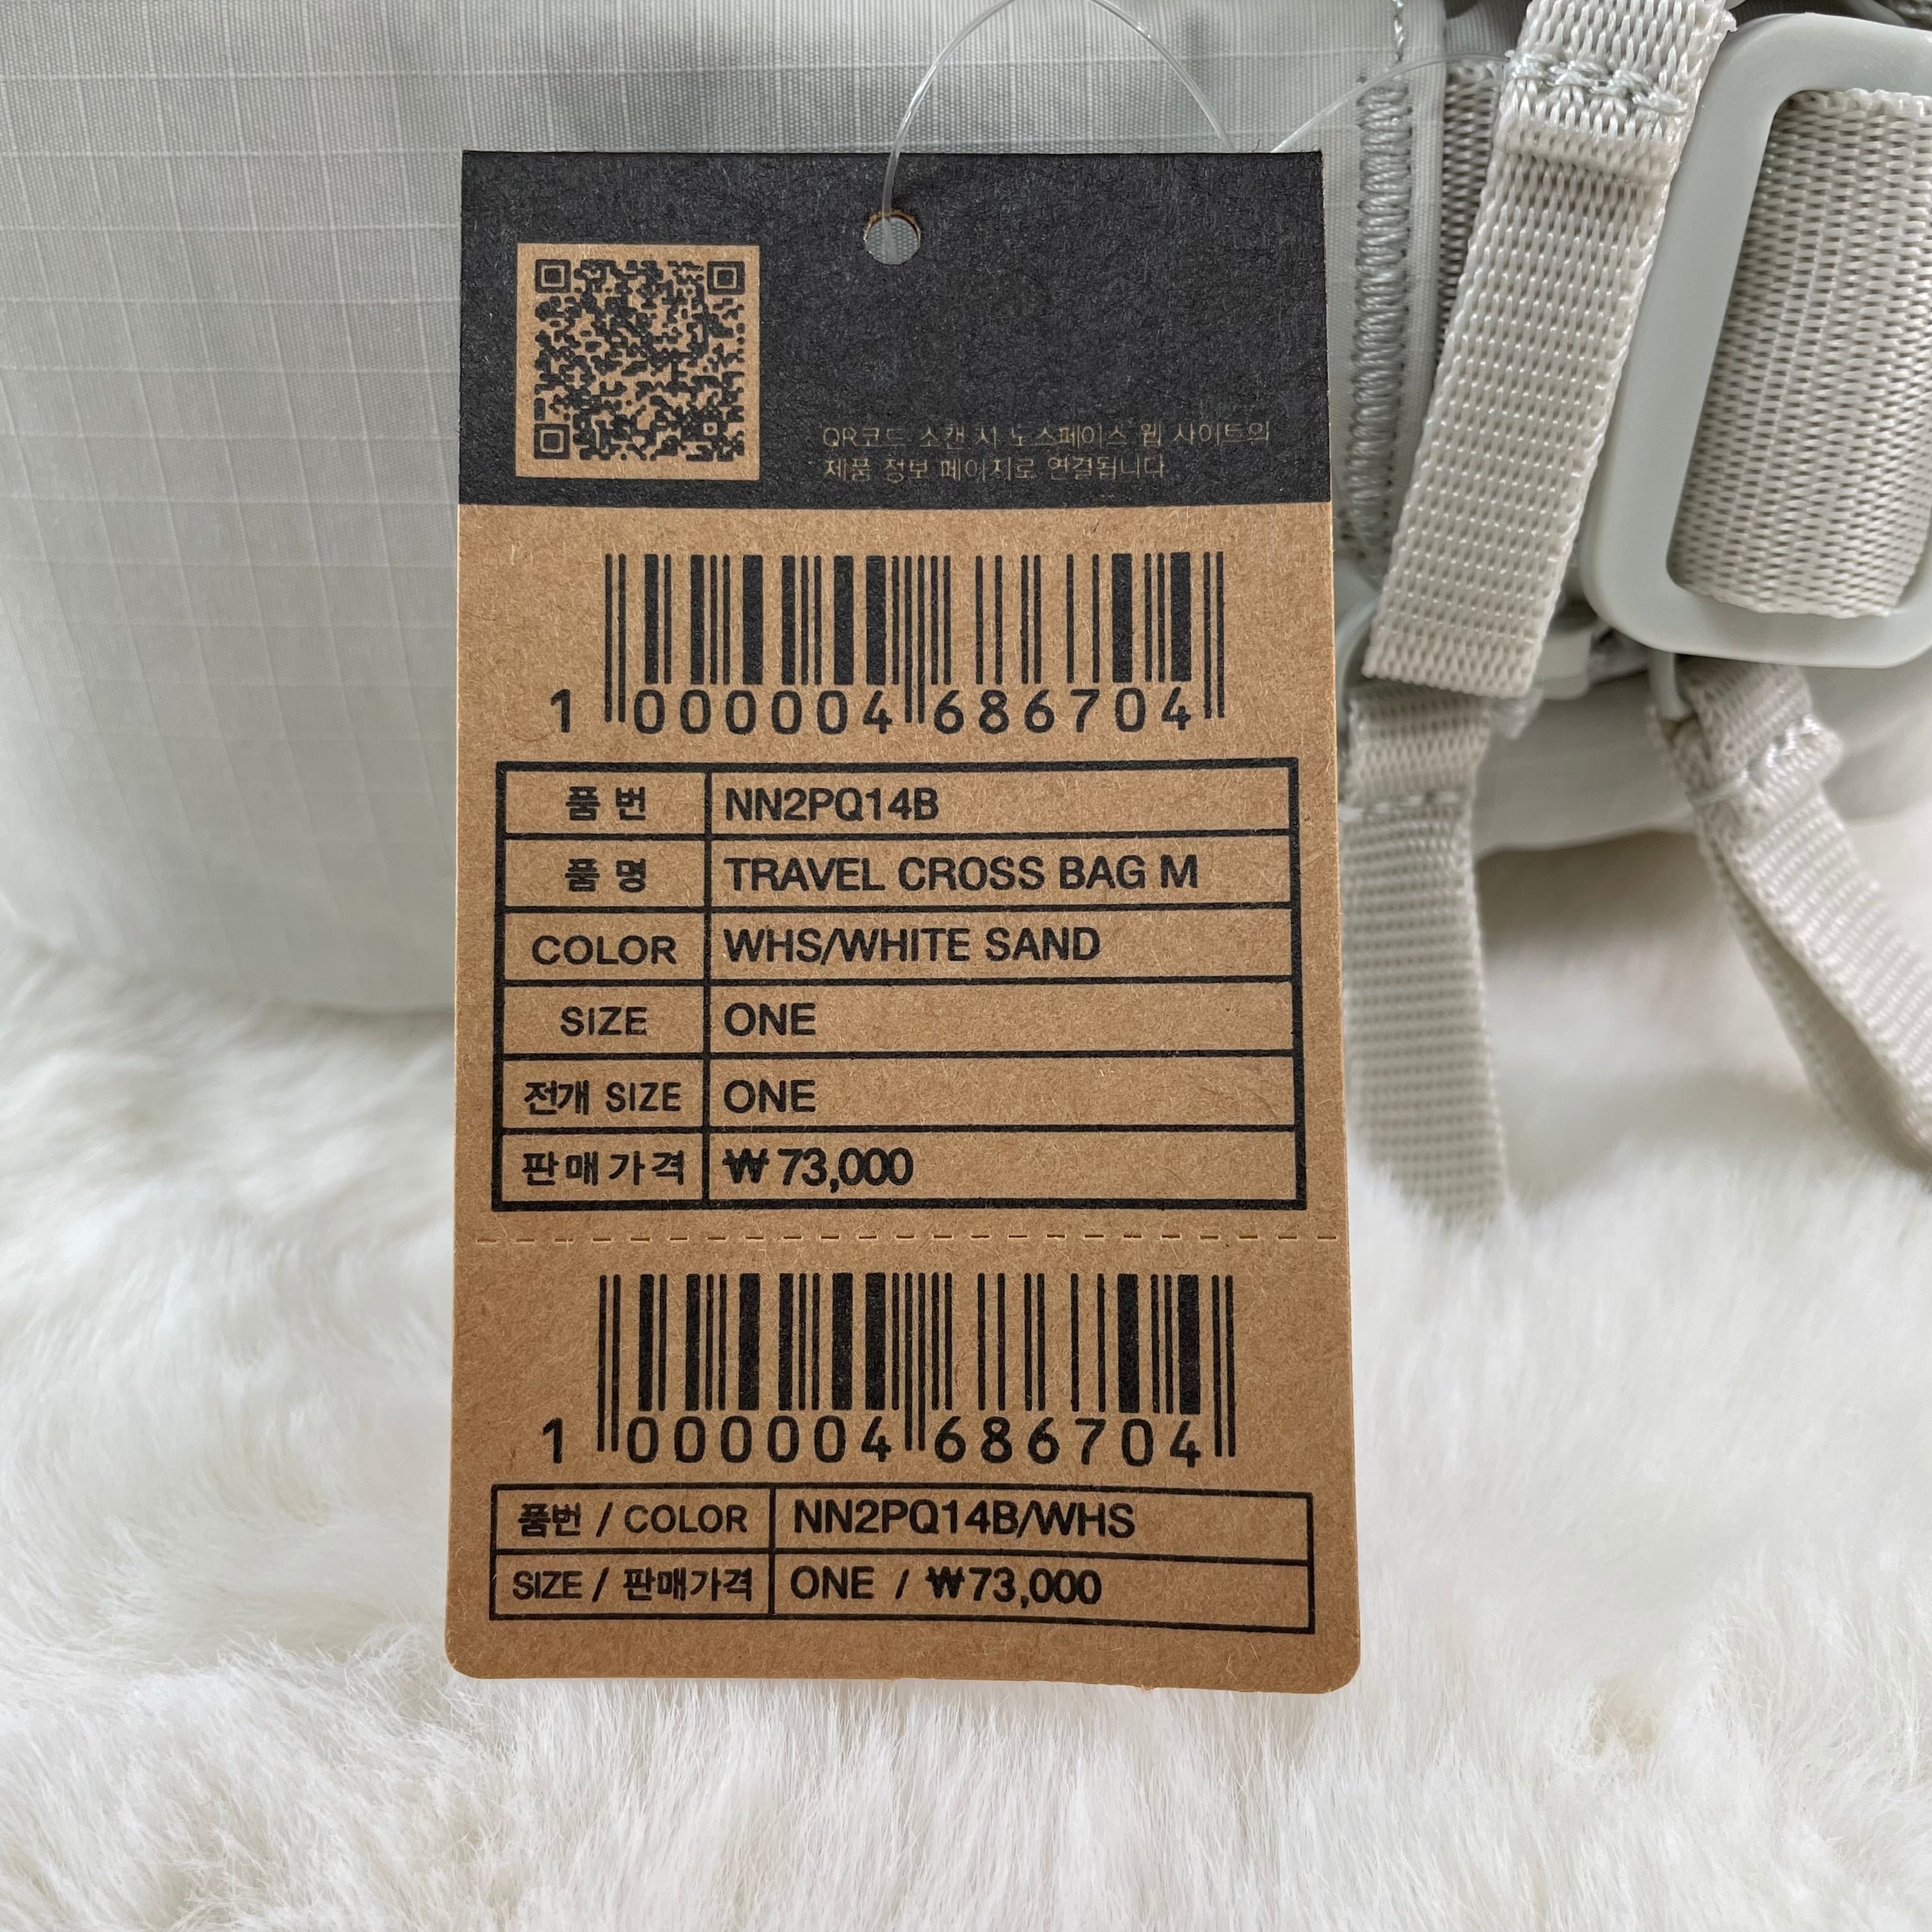 QR코드 스캔 시 노스페이스 웹 사이트의
제품 정보 페이지로 연결됩니다.
1 000004 686704
품 번 NN2PQ14B
품 명 TRAVEL CROSS BAG M
COLOR WHS/WHITE SAND
SIZE ONE
전개 SIZE ONE
판매가격 ₩ 73,000
1 000004 686704
품번 / COLOR NN2PQ14B/WHS
SIZE / 판매가격 ONE / ₩73,000